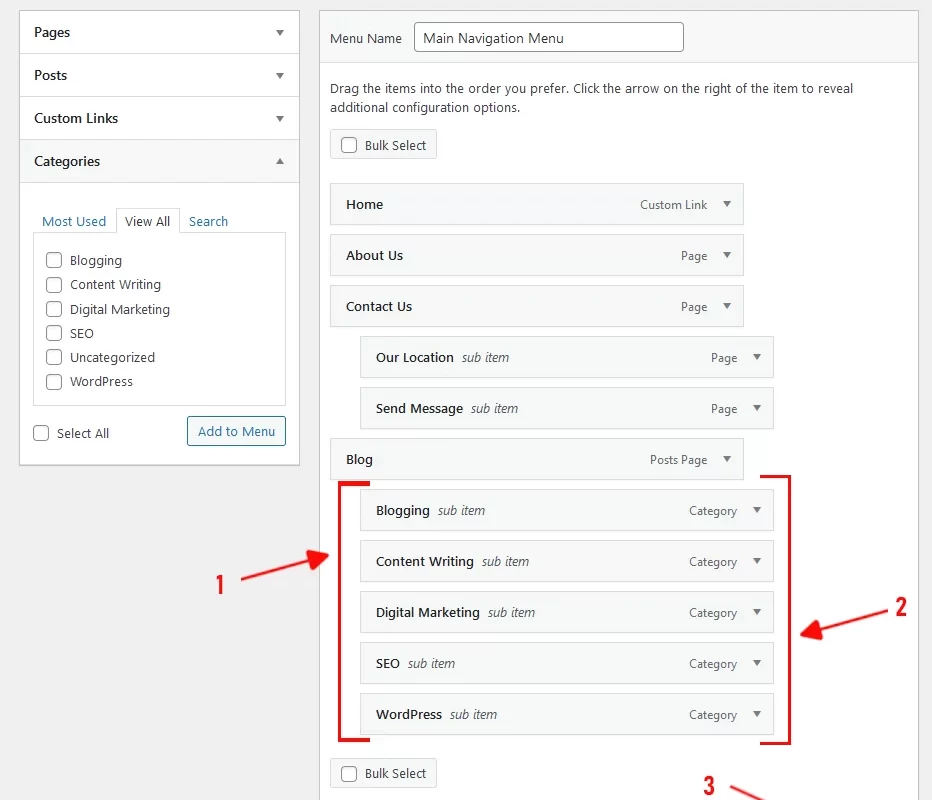 Pages
Posts
Custom Links
Categories
Most Used View All Search
Blogging
Content Writing
Digital Marketing
SEO
Uncategorized
WordPress
Select All Add to Menu
Menu Name Main Navigation Menu
Drag the items into the order you prefer. Click the arrow on the right of the item to reveal
additional configuration options.
Bulk Select
Home Custom Link
About Us Page
Contact Us Page
Our Location sub item Page
Send Message sub item Page
Blog Posts Page
Blogging sub item Category
Content Writing sub item Category
1
Digital Marketing sub item Category
2
SEO sub item Category
WordPress sub item Category
Bulk Select
3